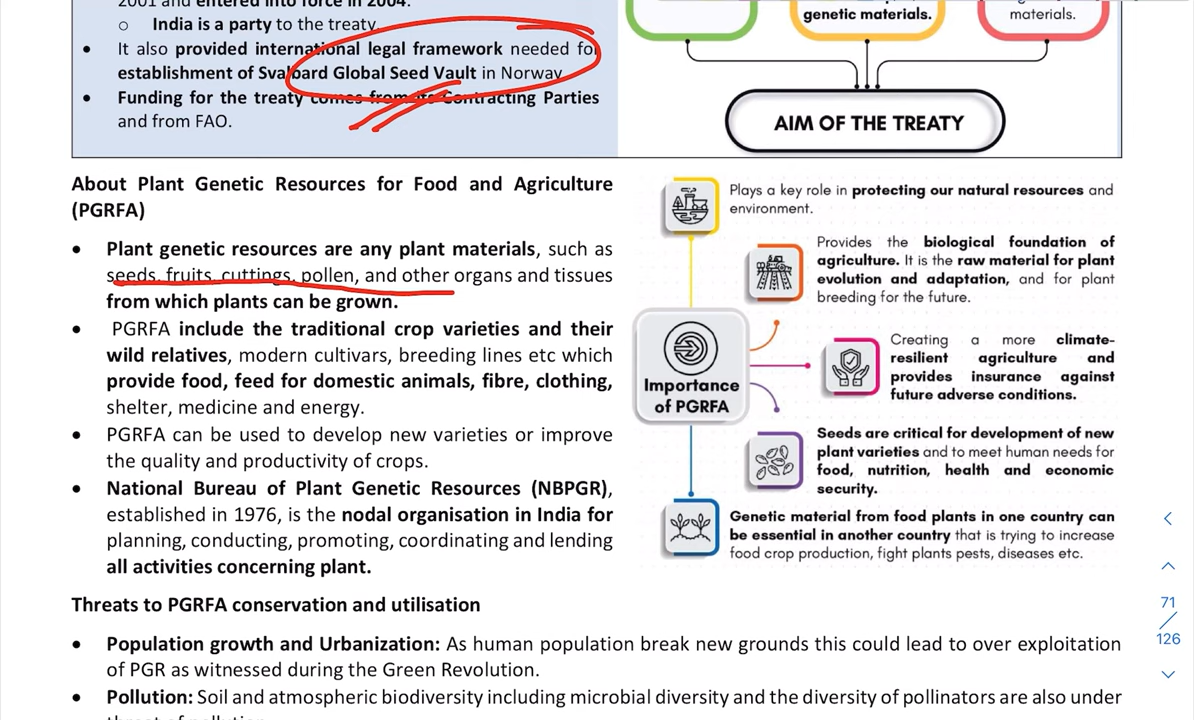 2001 and entered into force in 2004.
o India is a party to the treaty.
• It also provided international legal framework needed for
establishment of Svalbard Global Seed Vault in Norway
• Funding for the treaty comes from its Contracting Parties
and from FAO.
genetic materials.
materials.
AIM OF THE TREATY
About Plant Genetic Resources for Food and Agriculture
(PGRFA)
• Plant genetic resources are any plant materials, such as
seeds, fruits, cuttings, pollen, and other organs and tissues
from which plants can be grown.
• PGRFA include the traditional crop varieties and their
wild relatives, modern cultivars, breeding lines etc which
provide food, feed for domestic animals, fibre, clothing,
shelter, medicine and energy.
• PGRFA can be used to develop new varieties or improve
the quality and productivity of crops.
• National Bureau of Plant Genetic Resources (NBPGR),
established in 1976, is the nodal organisation in India for
planning, conducting, promoting, coordinating and lending
all activities concerning plant.
Importance
of PGRFA
Plays a key role in protecting our natural resources and
environment.
Provides the biological foundation of
agriculture. It is the raw material for plant
evolution and adaptation, and for plant
breeding for the future.
Creating a more climate-
resilient agriculture and
provides insurance against
future adverse conditions.
Seeds are critical for development of new
plant varieties and to meet human needs for
food, nutrition, health and economic
security.
Genetic material from food plants in one country can
be essential in another country that is trying to increase
food crop production, fight plants pests, diseases etc.
Threats to PGRFA conservation and utilisation
• Population growth and Urbanization: As human population break new grounds this could lead to over exploitation
of PGR as witnessed during the Green Revolution.
• Pollution: Soil and atmospheric biodiversity including microbial diversity and the diversity of pollinators are also under
threat of pollution.
71
126